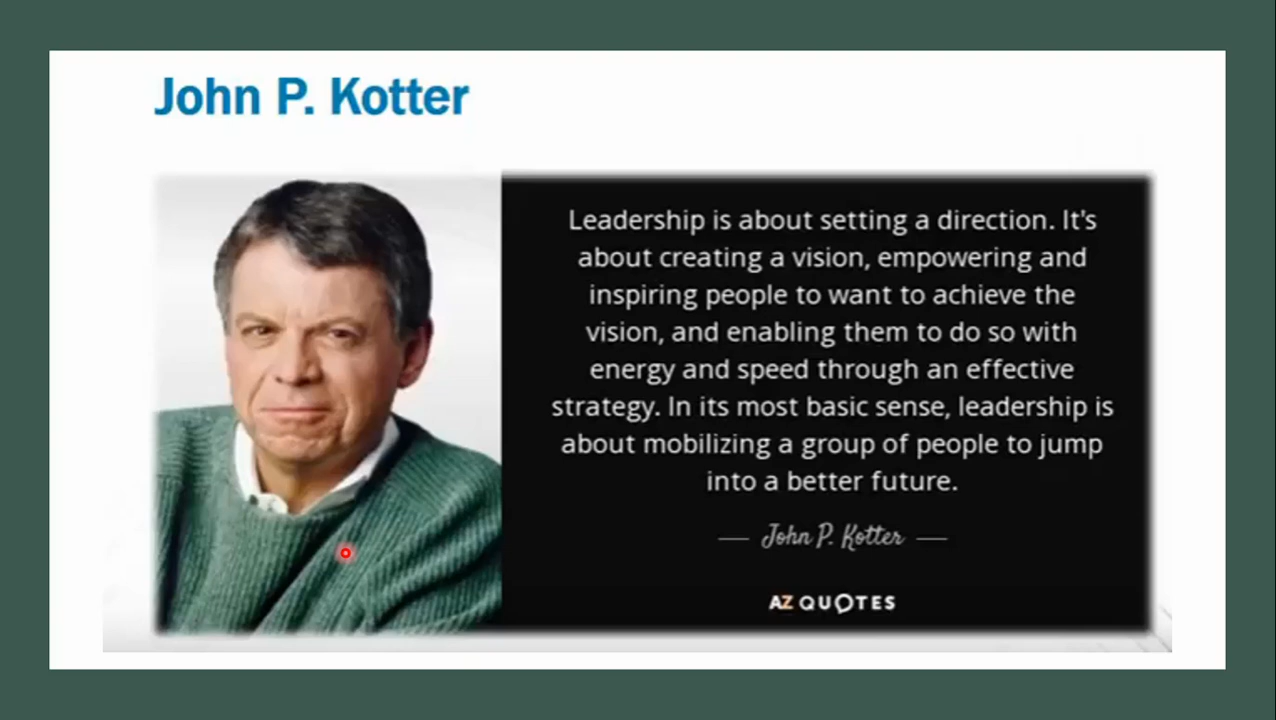 John P. Kotter
Leadership is about setting a direction. It's
about creating a vision, empowering and
inspiring people to want to achieve the
vision, and enabling them to do so with
energy and speed through an effective
strategy. In its most basic sense, leadership is
about mobilizing a group of people to jump
into a better future.
— John P. Kotter —
AZ QUOTES